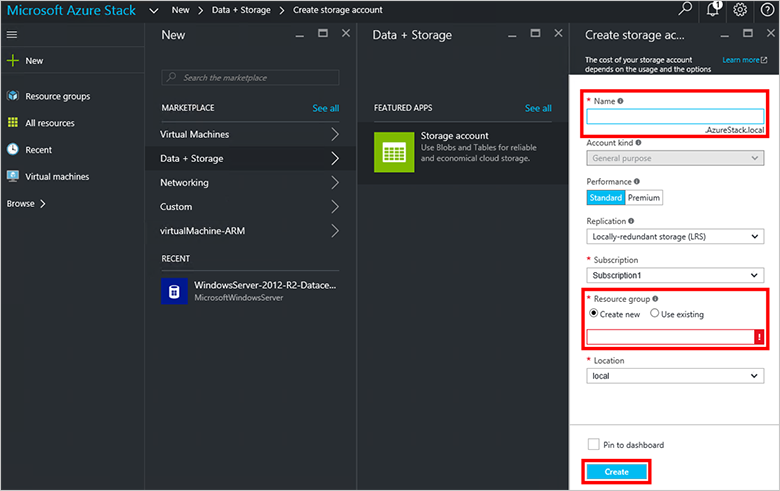 Microsoft Azure Stack New > Data + Storage > Create storage account 1
New
Resource groups
All resources
Recent
Virtual machines
Browse >
New
Search the marketplace
MARKETPLACE See all
Virtual Machines
Data + Storage
Networking
Custom
virtualMachine-ARM
RECENT
WindowsServer-2012-R2-Datace...
MicrosoftWindowsServer
Data + Storage
FEATURED APPS See all
Storage account
Use Blobs and Tables for reliable
and economical cloud storage.
Create storage ac...
The cost of your storage account Learn more
depends on the usage and the options
* Name
.AzureStack.local
Account kind
General purpose
Performance
Standard Premium
Replication
Locally-redundant storage (LRS)
* Subscription
Subscription1
* Resource group
Create new Use existing
!
* Location
local
Pin to dashboard
Create